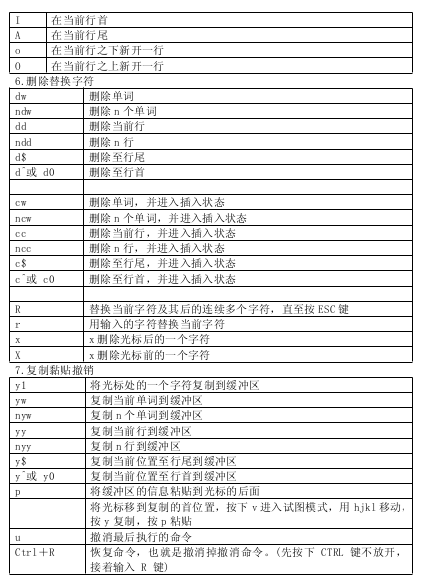 I 在当前行首
A 在当前行尾
o 在当前行之下新开一行
O 在当前行之上新开一行
6.删除替换字符
dw 删除单词
ndw 删除 n 个单词
dd 删除当前行
ndd 删除 n 行
d$ 删除至行尾
d^或 d0 删除至行首
cw 删除单词，并进入插入状态
ncw 删除 n 个单词，并进入插入状态
cc 删除当前行，并进入插入状态
ncc 删除 n 行，并进入插入状态
c$ 删除至行尾，并进入插入状态
c^或 c0 删除至行首，并进入插入状态
R 替换当前字符及其后的连续多个字符，直至按 ESC 键
r 用输入的字符替换当前字符
x x 删除光标后的一个字符
X x 删除光标前的一个字符
7.复制黏贴撤销
yl 将光标处的一个字符复制到缓冲区
yw 复制当前单词到缓冲区
nyw 复制 n 个单词到缓冲区
yy 复制当前行到缓冲区
nyy 复制 n 行到缓冲区
y$ 复制当前位置至行尾到缓冲区
y^或 y0 复制当前位置至行首到缓冲区
p 将缓冲区的信息粘贴到光标的后面
将光标移到复制的首位置，按下 v 进入试图模式，用 hjkl 移动，
按 y 复制，按 p 粘贴
u 撤消最后执行的命令
Ctrl＋R 恢复命令，也就是撤消掉撤消命令。(先按下 CTRL 键不放开，
接着输入 R 键)